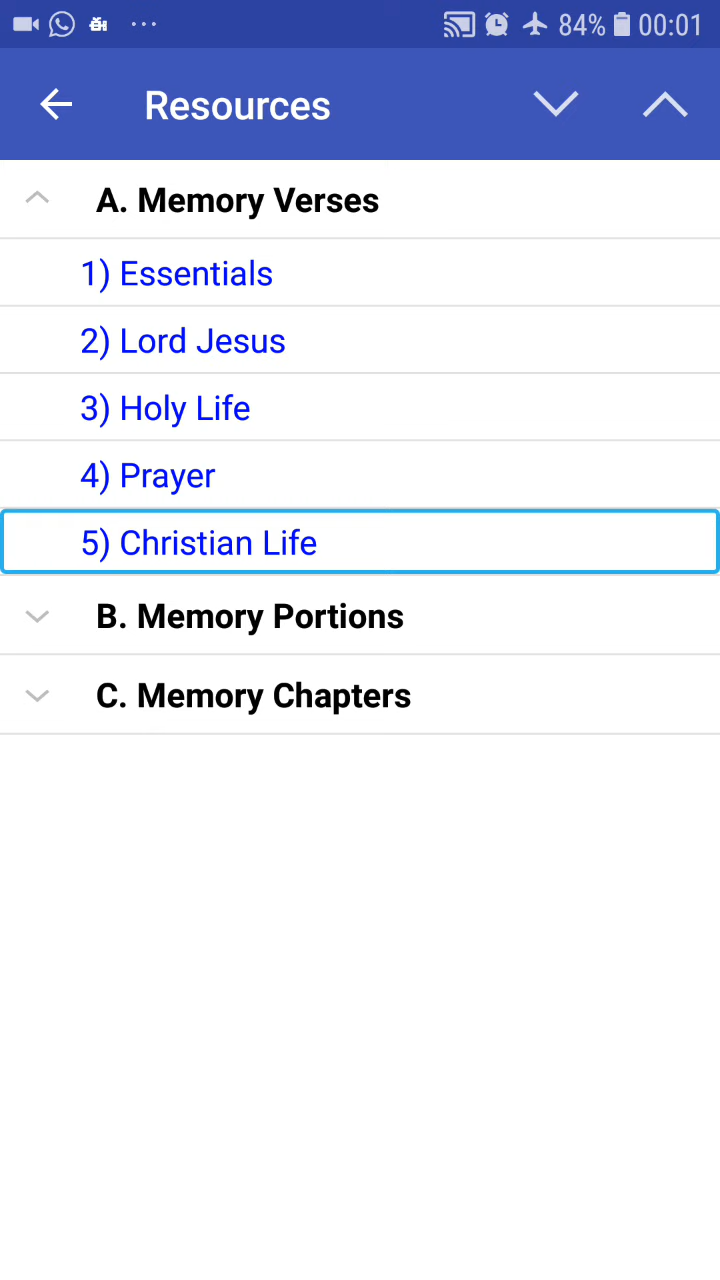 84% 00:01
Resources
A. Memory Verses
1) Essentials
2) Lord Jesus
3) Holy Life
4) Prayer
5) Christian Life
B. Memory Portions
C. Memory Chapters